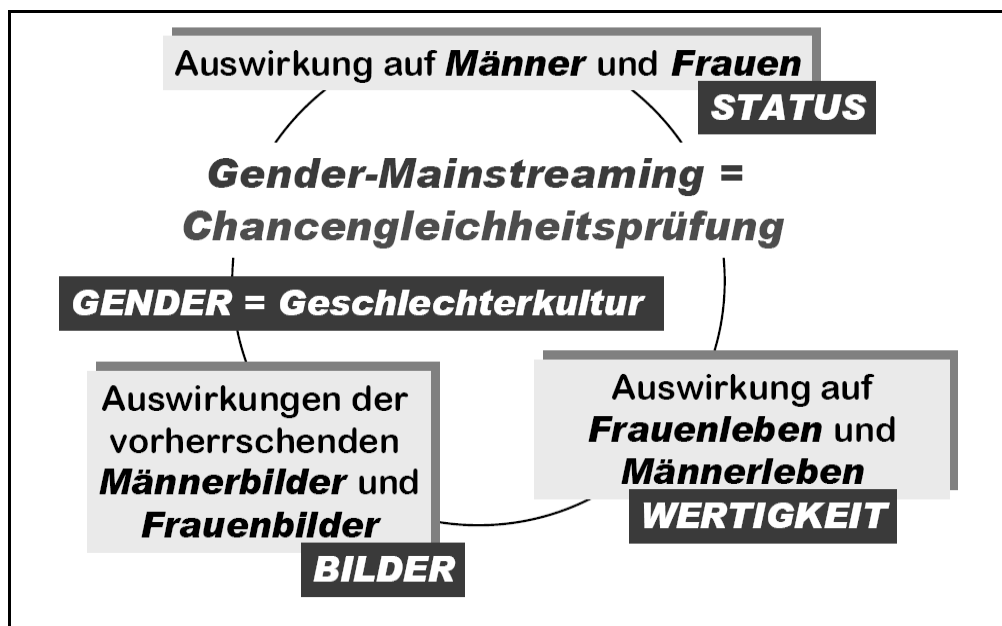 Auswirkung auf Männer und Frauen
STATUS
Gender-Mainstreaming =
Chancengleichheitsprüfung
GENDER = Geschlechterkultur
Auswirkungen der
vorherrschenden
Männerbilder und
Frauenbilder
BILDER
Auswirkung auf
Frauenleben und
Männerleben
WERTIGKEIT